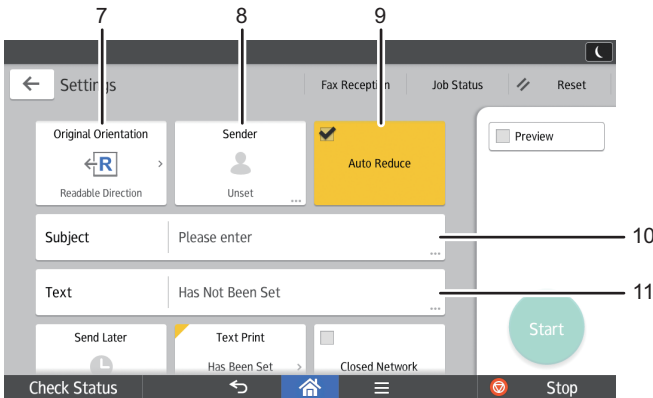 7 8 9
Settings Fax Reception Job Status Reset
Original Orientation Sender Preview
R Auto Reduce
Readable Direction Unset
Subject Please enter 10
Text Has Not Been Set 11
Send Later Text Print Start
Has Been Set Closed Network
Check Status Stop